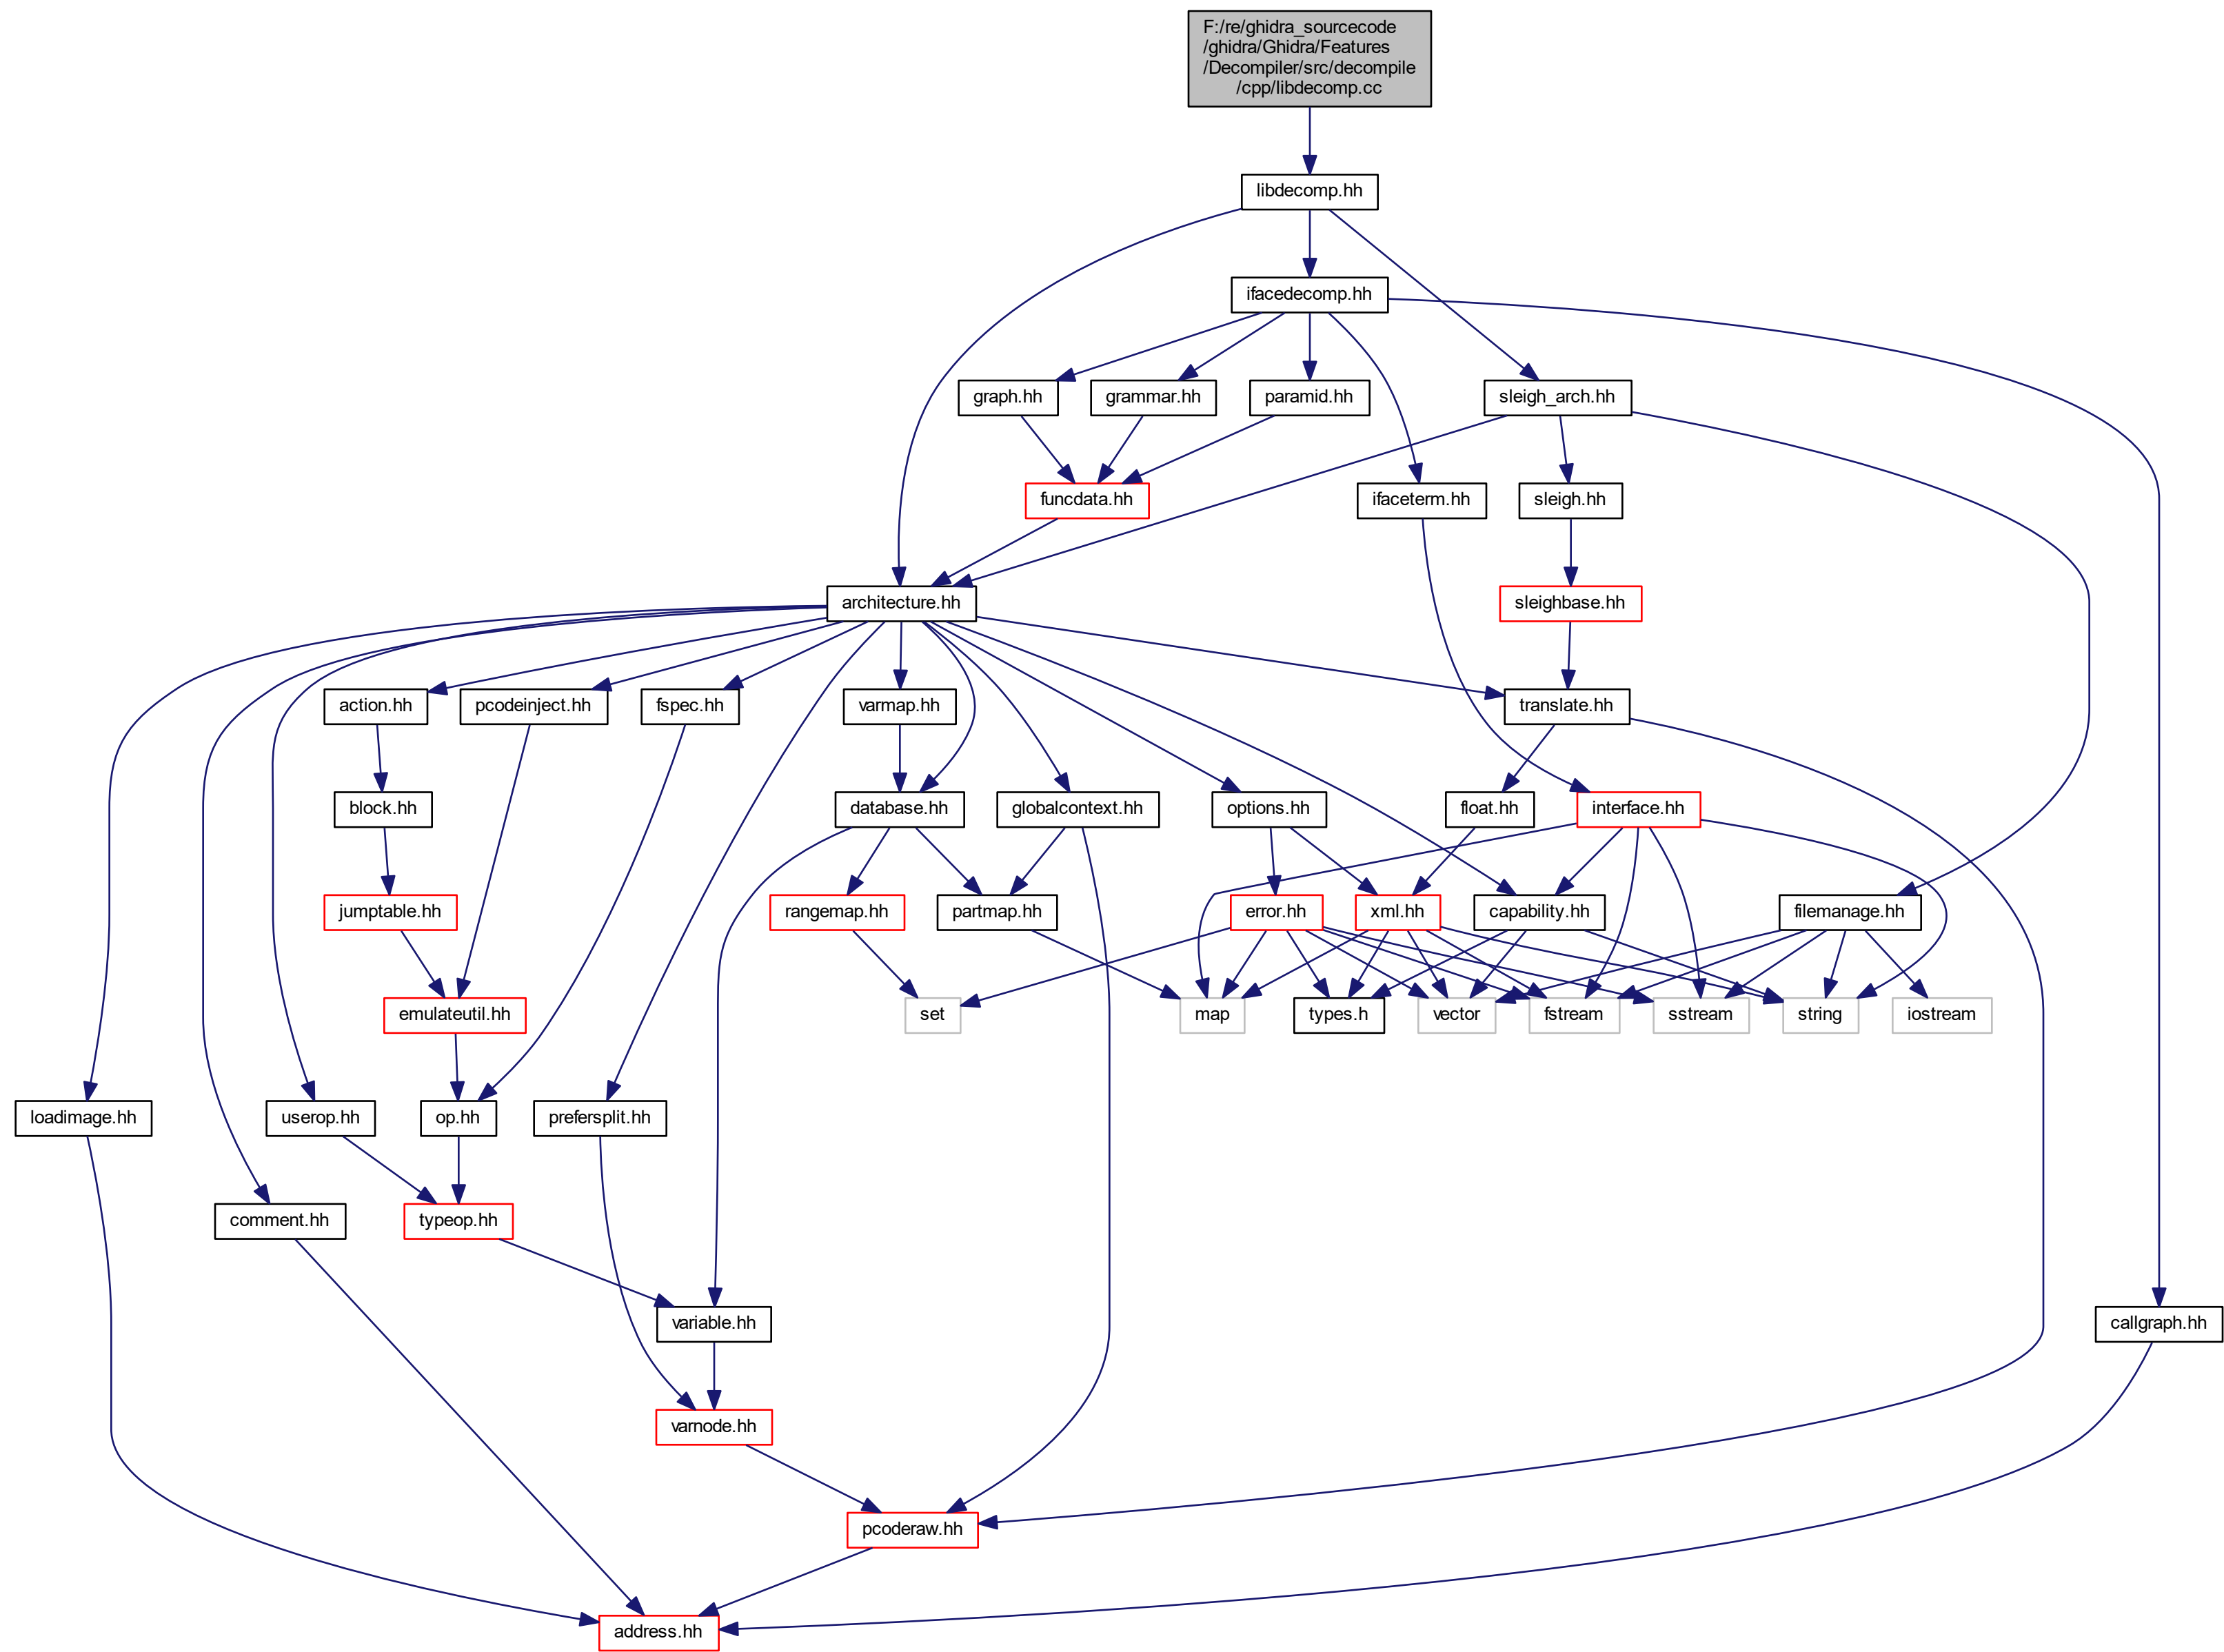 F:/re/ghidra_sourcecode
/ghidra/Ghidra/Features
/Decompiler/src/decompile
/cpp/libdecomp.cc
libdecomp.hh
ifacedecomp.hh
graph.hh
grammar.hh
paramid.hh
sleigh_arch.hh
funcdata.hh
ifaceterm.hh
sleigh.hh
architecture.hh
sleighbase.hh
action.hh
pcodeinject.hh
fspec.hh
varmap.hh
translate.hh
block.hh
database.hh
globalcontext.hh
options.hh
float.hh
interface.hh
jumptable.hh
rangemap.hh
partmap.hh
error.hh
xml.hh
capability.hh
filemanage.hh
emulateutil.hh
set
map
types.h
vector
fstream
sstream
string
iostream
loadimage.hh
userop.hh
op.hh
prefersplit.hh
comment.hh
typeop.hh
variable.hh
callgraph.hh
varnode.hh
pcoderaw.hh
address.hh